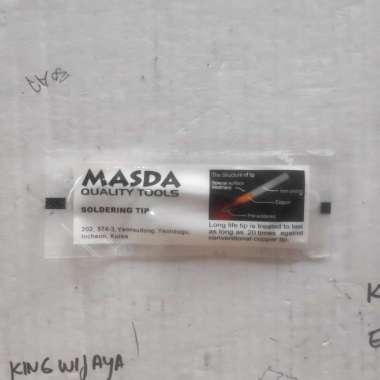 MASDA
QUALITY TOOLS
SOLDERING TIP
202, 574-3, Yeonsudong, Yeonsugu,
Incheon, Korea
The Structure of tip
Special surface
treatment
Iron plating
Copper
Pre-soldered
Long life tip is treated to last
as long as 20 times against
conventional copper tip.
KING WIJAYA
K
E